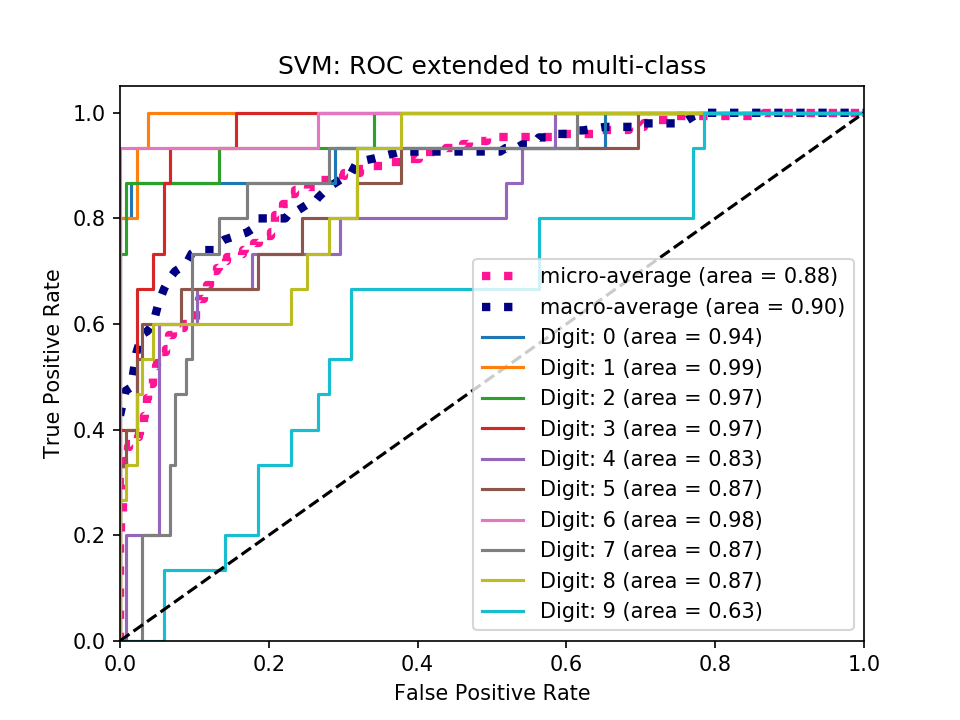 SVM: ROC extended to multi-class
True Positive Rate
1.0
0.8
0.6
0.4
0.2
0.0
micro-average (area = 0.88)
macro-average (area = 0.90)
Digit: 0 (area = 0.94)
Digit: 1 (area = 0.99)
Digit: 2 (area = 0.97)
Digit: 3 (area = 0.97)
Digit: 4 (area = 0.83)
Digit: 5 (area = 0.87)
Digit: 6 (area = 0.98)
Digit: 7 (area = 0.87)
Digit: 8 (area = 0.87)
Digit: 9 (area = 0.63)
0.0 0.2 0.4 0.6 0.8 1.0
False Positive Rate